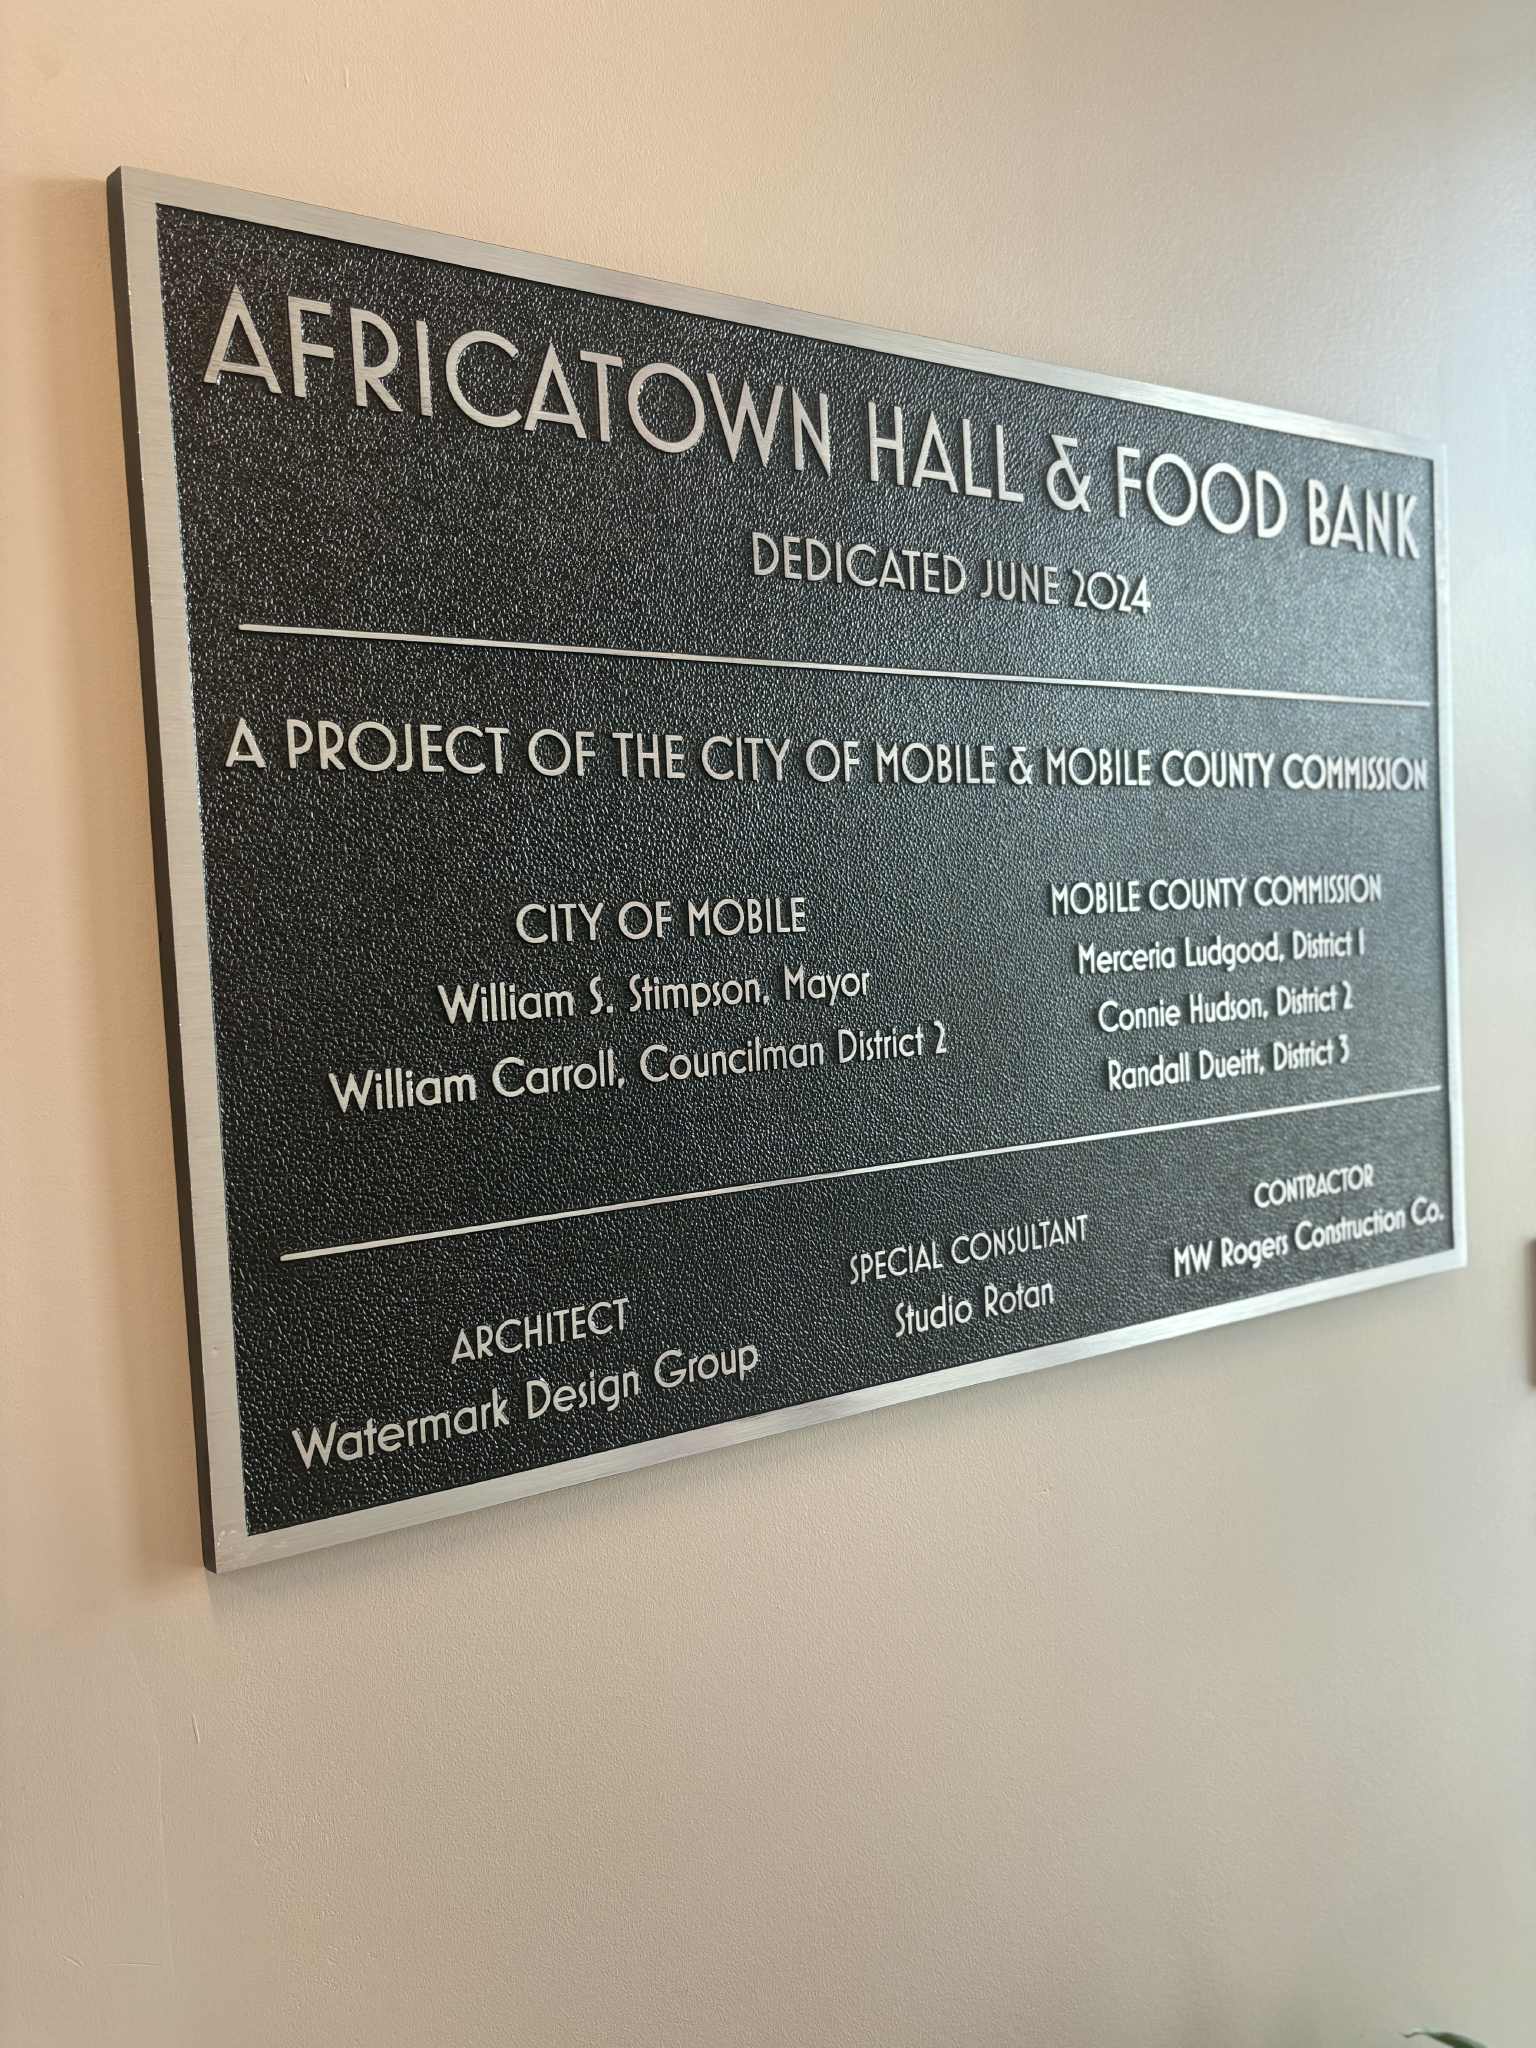 AFRICATOWN HALL & FOOD BANK
DEDICATED JUNE 2024
A PROJECT OF THE CITY OF MOBILE & MOBILE COUNTY COMMISSION
CITY OF MOBILE
William S. Stimpson, Mayor
William Carroll, Councilman District 2
MOBILE COUNTY COMMISSION
Merceria Ludgood, District 1
Connie Hudson, District 2
Randall Dueitt, District 3
ARCHITECT
Watermark Design Group
SPECIAL CONSULTANT
Studio Rotan
CONTRACTOR
MW Rogers Construction Co.